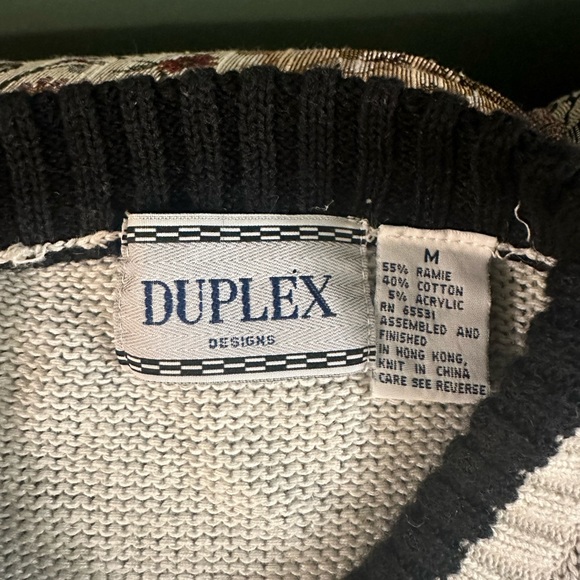 DUPLEX
DESIGNS
M
55% RAMIE
40% COTTON
5% ACRYLIC
RN 65531
ASSEMBLED AND
FINISHED
IN HONG KONG,
KNIT IN CHINA
CARE SEE REVERSE